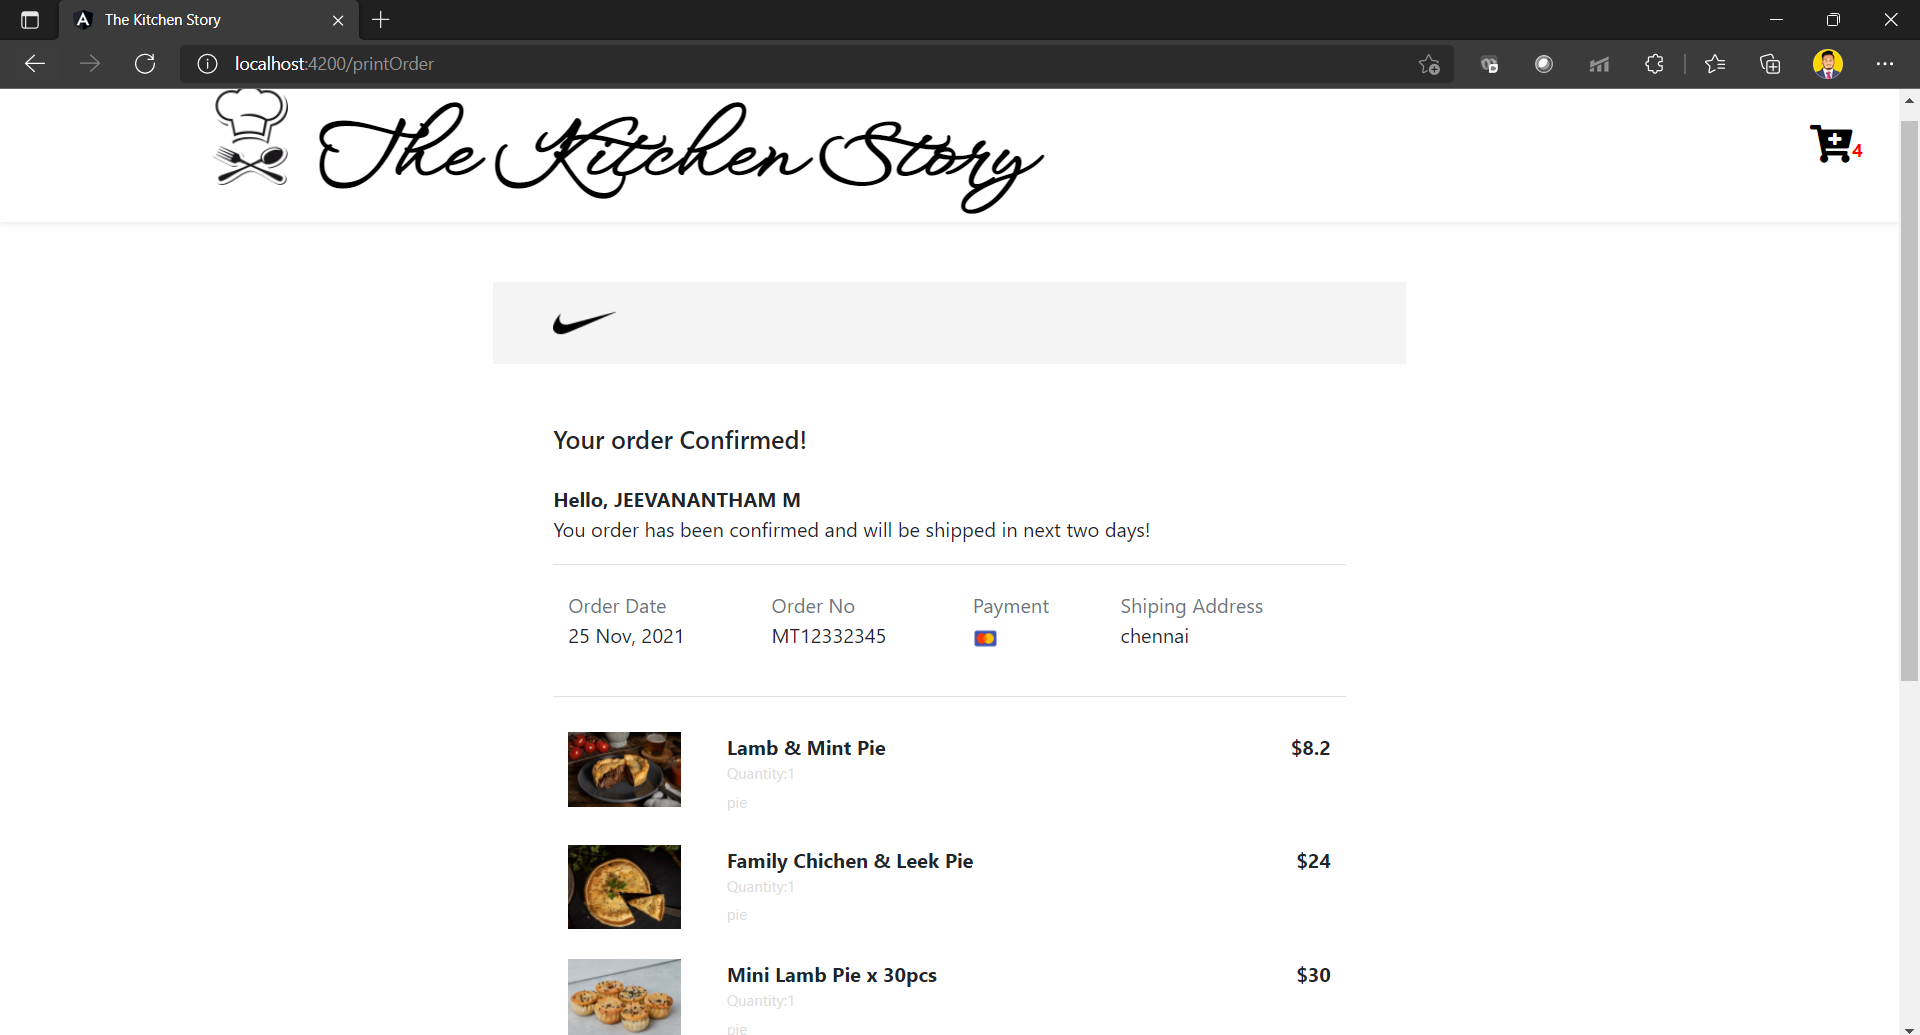 The Kitchen Story
localhost:4200/printOrder
The Kitchen Story
4
Your order Confirmed!
Hello, JEEVANANTHAM M
You order has been confirmed and will be shipped in next two days!
Order Date Order No Payment Shiping Address
25 Nov, 2021 MT12332345 chennai
Lamb & Mint Pie $8.2
Quantity:1
pie
Family Chichen & Leek Pie $24
Quantity:1
pie
Mini Lamb Pie x 30pcs $30
Quantity:1
pie